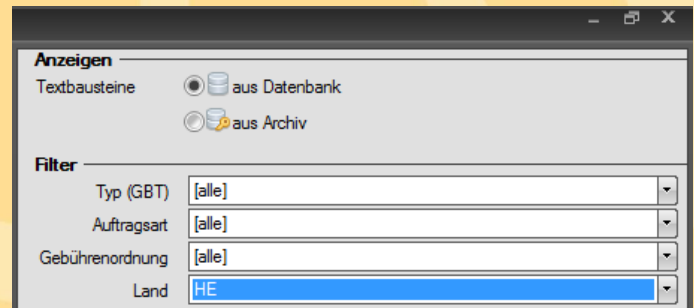 Anzeigen
Textbausteine aus Datenbank
aus Archiv
Filter
Typ (GBT) [alle]
Auftragsart [alle]
Gebührenordnung [alle]
Land HE